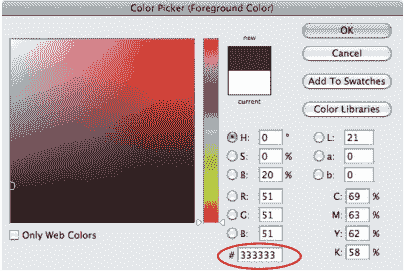 Color Picker (Foreground Color)
new
current
OK
Cancel
Add To Swatches
Color Libraries
H: 0 °
S: 0 %
B: 20 %
R: 51
G: 51
B: 51
# 333333
L: 21
a: 0
b: 0
C: 69 %
M: 63 %
Y: 62 %
K: 58 %
Only Web Colors